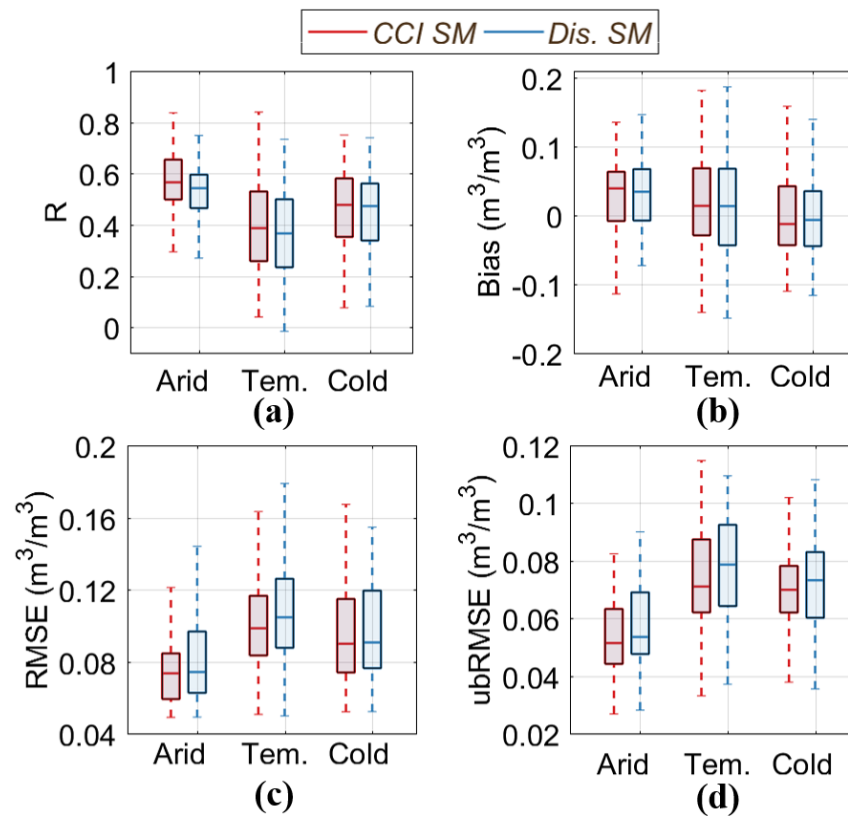 CCI SM Dis. SM
1
0.8
0.6
0.4
0.2
0
R
Arid Tem. Cold
(a)
0.2
0.1
0
-0.1
-0.2
Bias (m³/m³)
Arid Tem. Cold
(b)
0.2
0.16
0.12
0.08
0.04
RMSE (m³/m³)
Arid Tem. Cold
(c)
0.12
0.1
0.08
0.06
0.04
0.02
ubRMSE (m³/m³)
Arid Tem. Cold
(d)